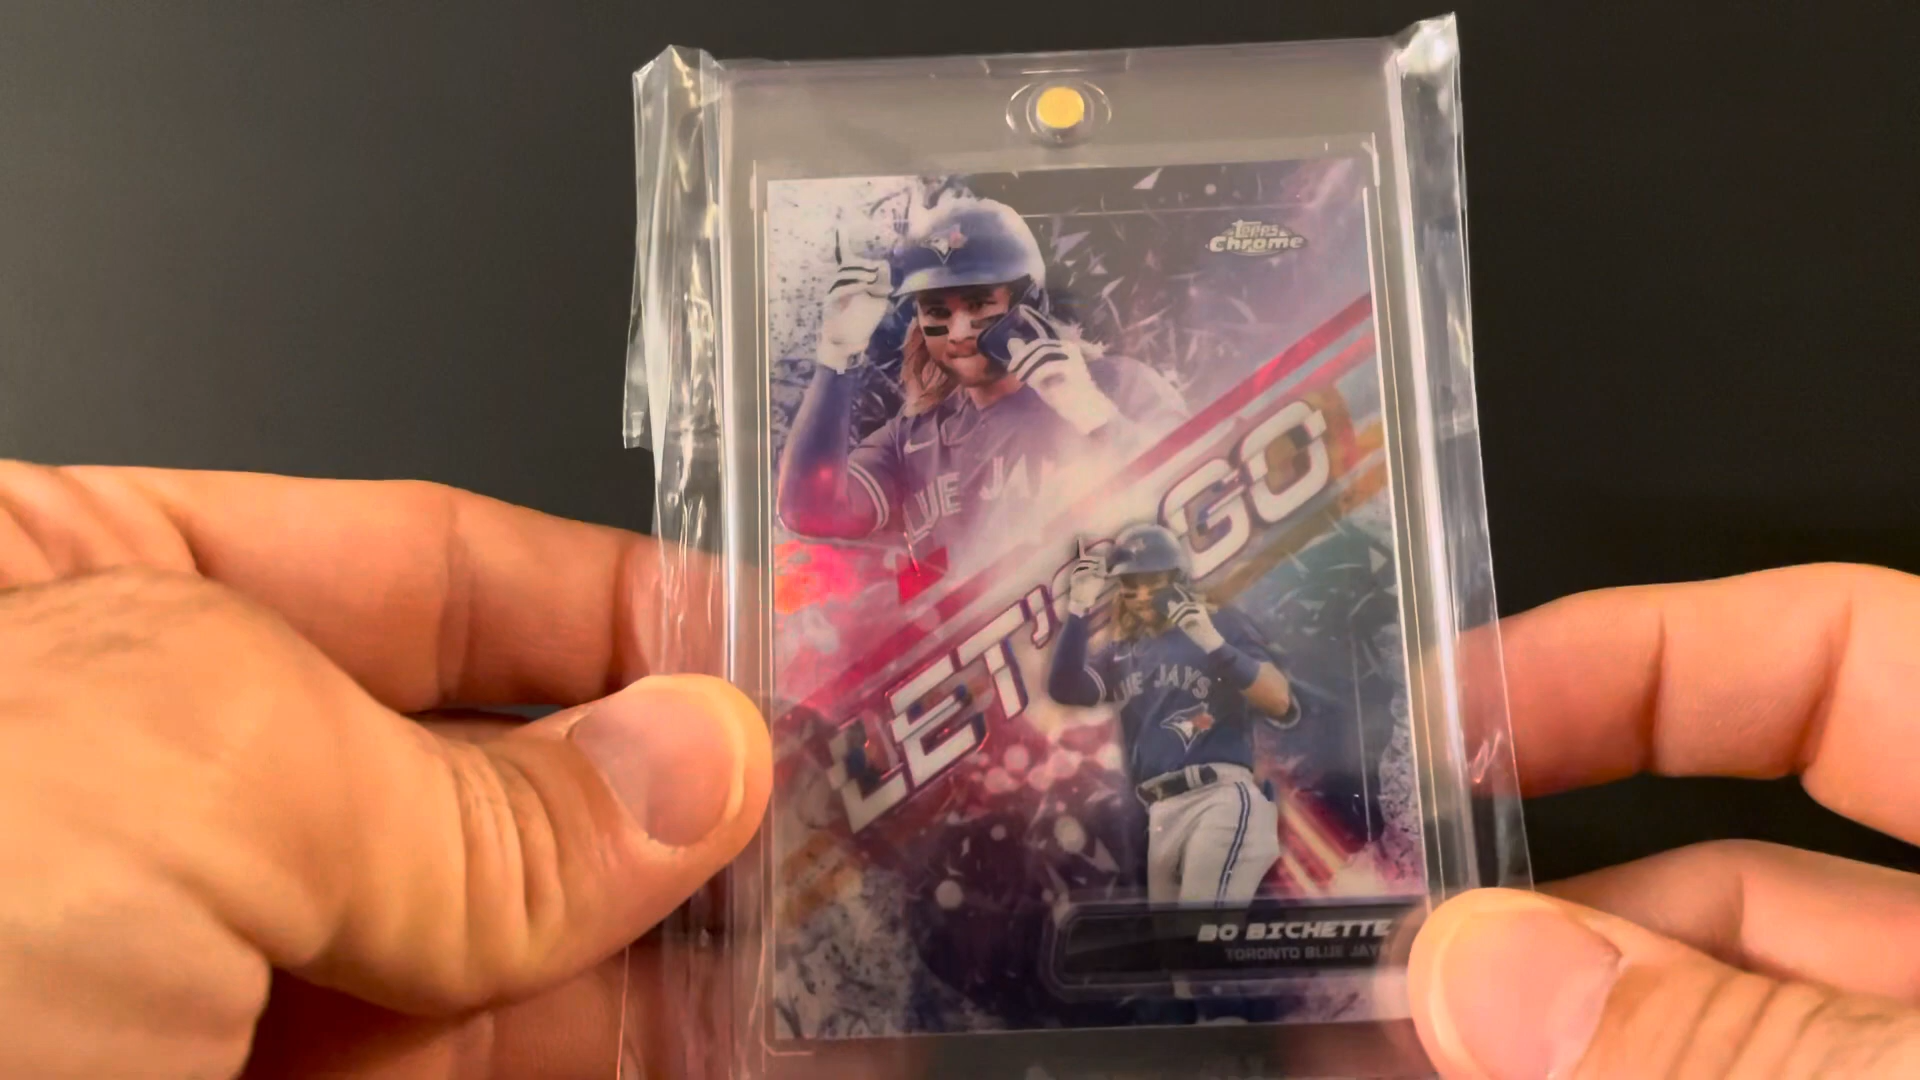 Topps
Chrome
BLUE JAYS
LET'S GO
BLUE JAYS
BO BICHETTE
TORONTO BLUE JAYS